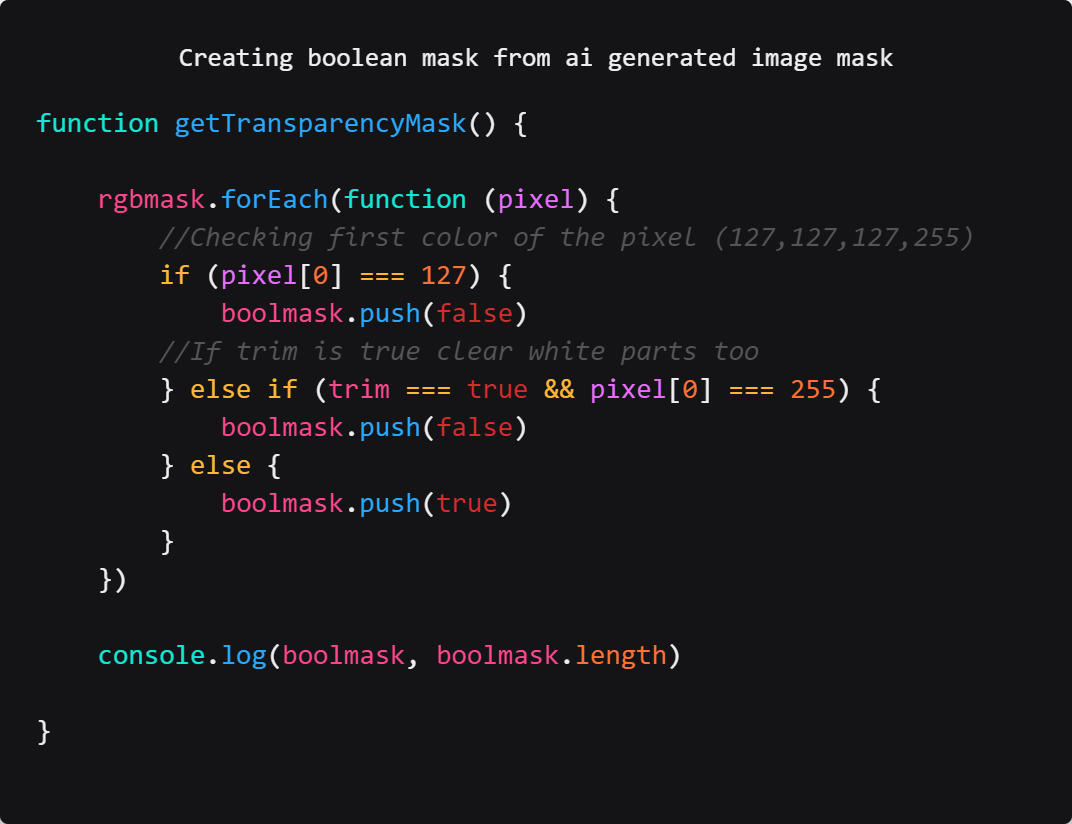 Creating boolean mask from ai generated image mask
function getTransparencyMask() {
rgbmask.forEach(function (pixel) {
//Checking first color of the pixel (127,127,127,255)
if (pixel[0] === 127) {
boolmask.push(false)
//If trim is true clear white parts too
} else if (trim === true && pixel[0] === 255) {
boolmask.push(false)
} else {
boolmask.push(true)
}
})
console.log(boolmask, boolmask.length)
}